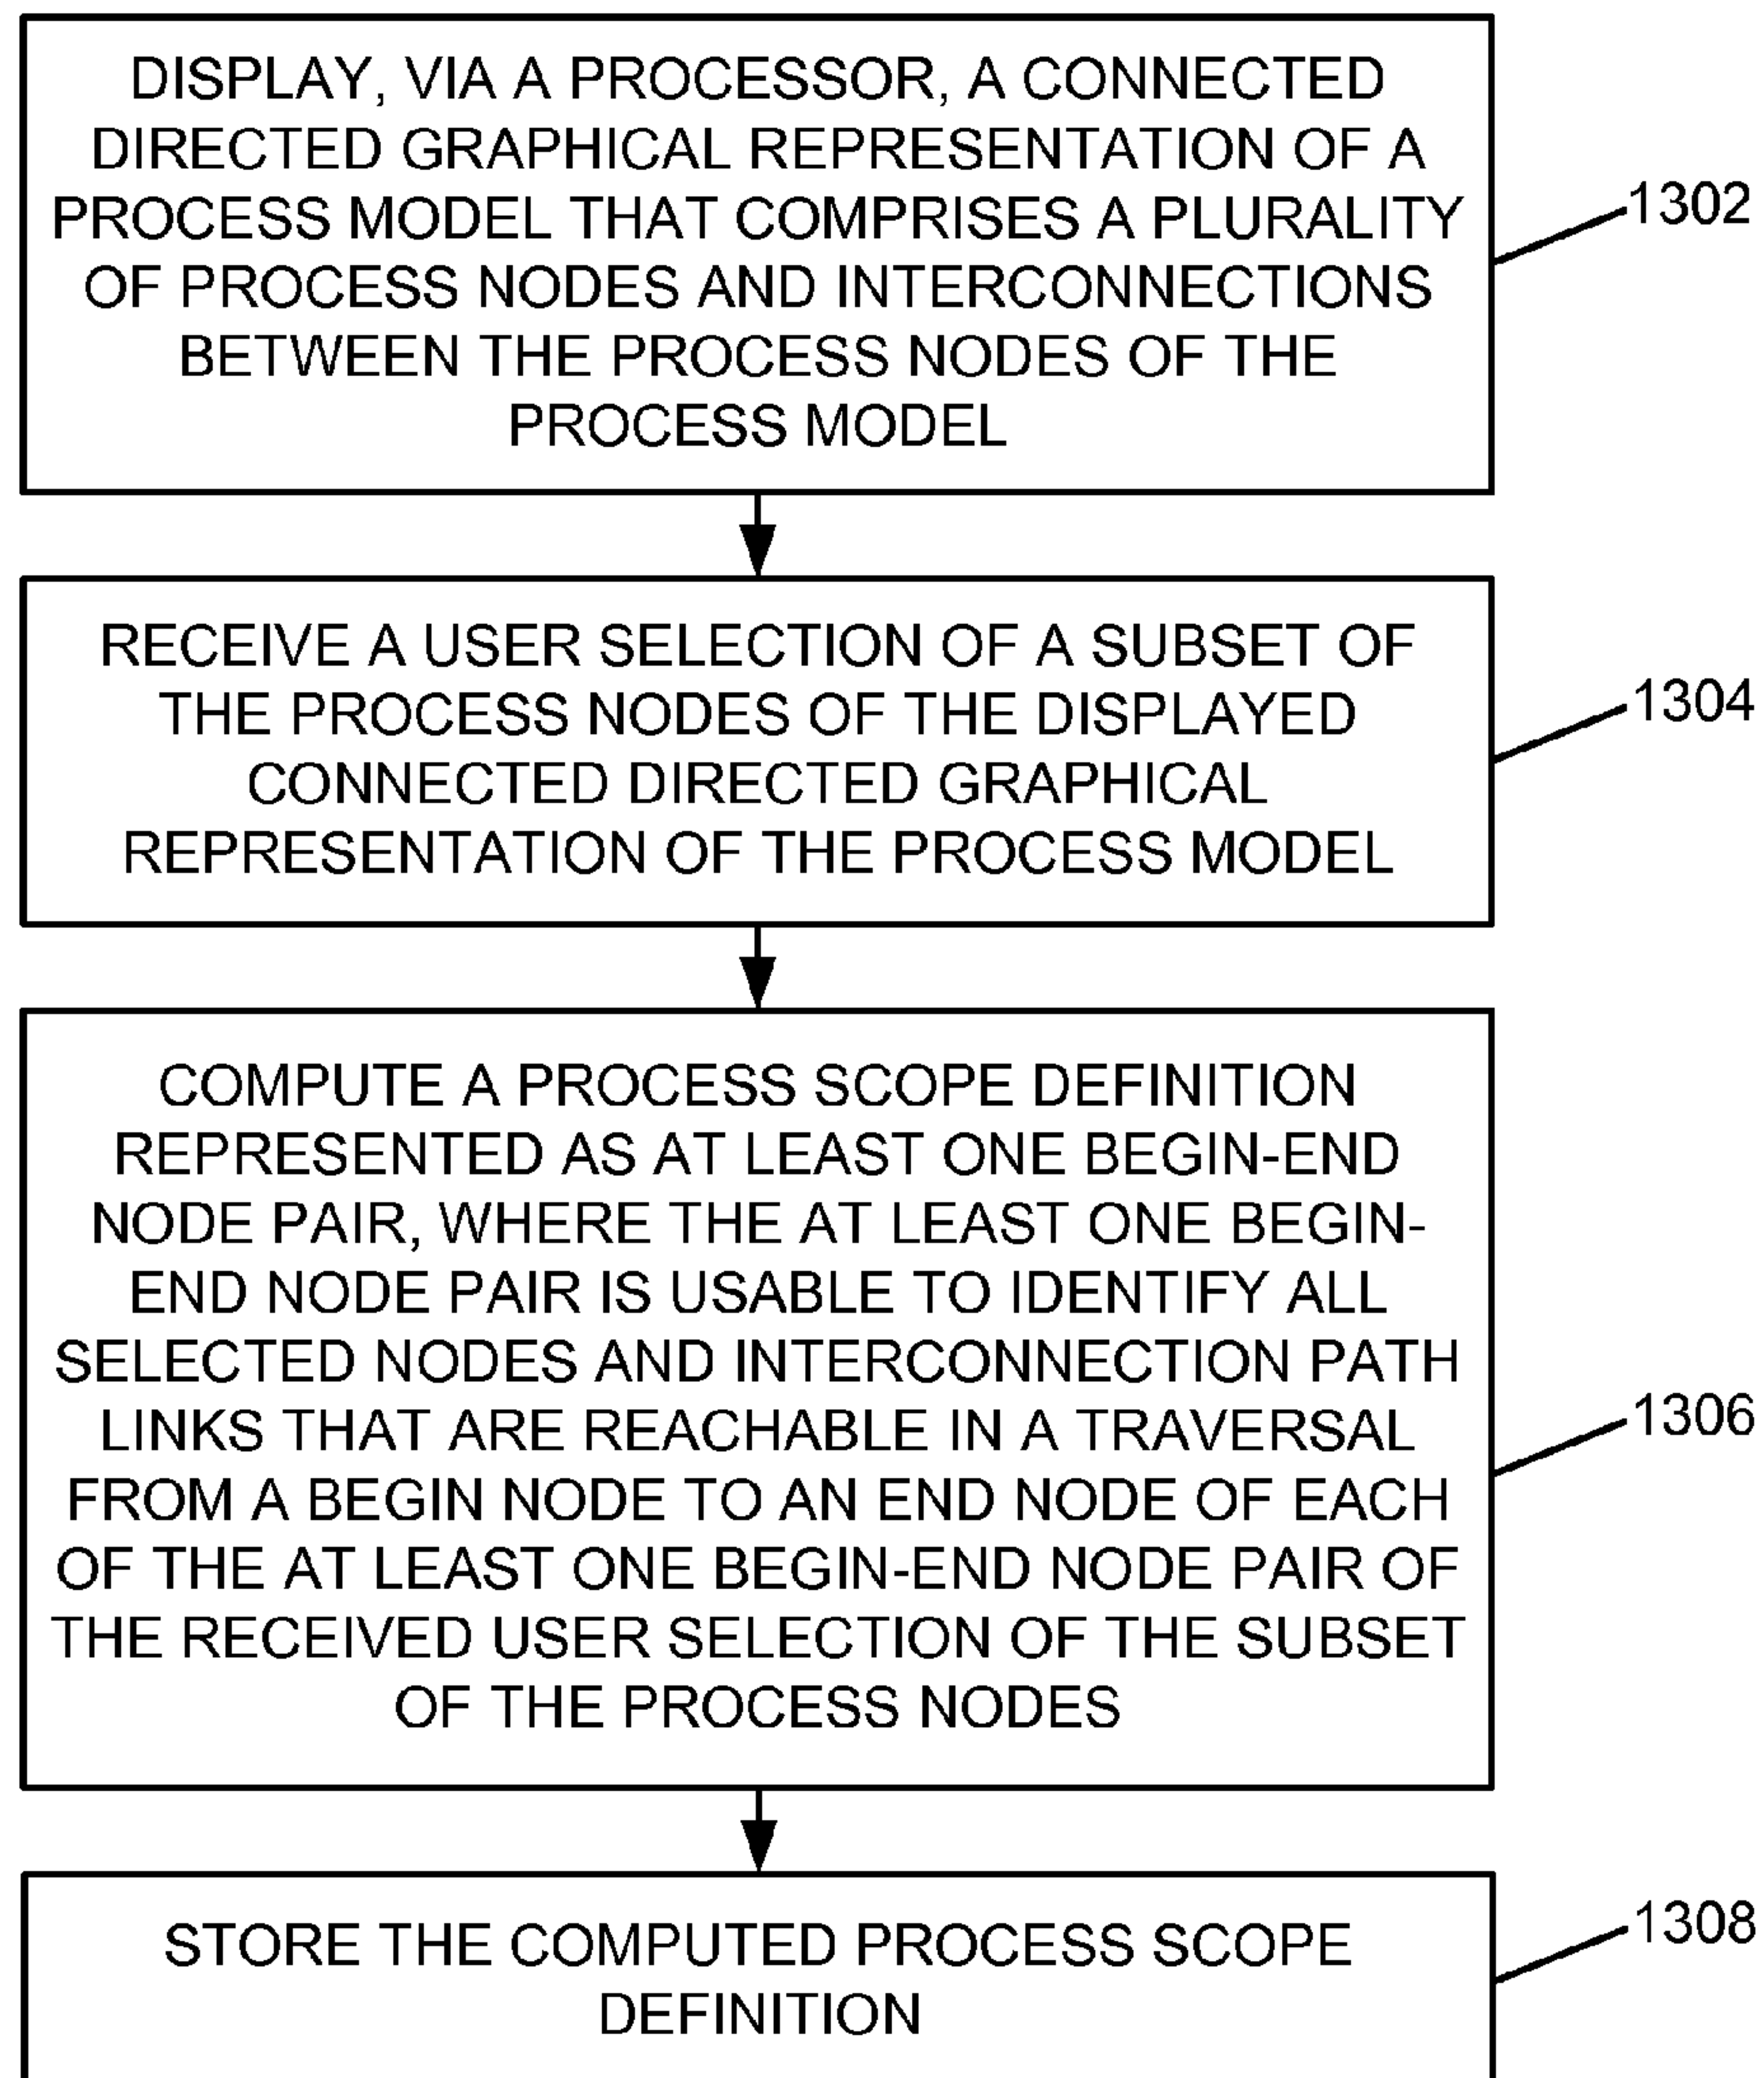 DISPLAY, VIA A PROCESSOR, A CONNECTED
DIRECTED GRAPHICAL REPRESENTATION OF A
PROCESS MODEL THAT COMPRISES A PLURALITY
OF PROCESS NODES AND INTERCONNECTIONS
BETWEEN THE PROCESS NODES OF THE
PROCESS MODEL
1302
RECEIVE A USER SELECTION OF A SUBSET OF
THE PROCESS NODES OF THE DISPLAYED
CONNECTED DIRECTED GRAPHICAL
REPRESENTATION OF THE PROCESS MODEL
1304
COMPUTE A PROCESS SCOPE DEFINITION
REPRESENTED AS AT LEAST ONE BEGIN-END
NODE PAIR, WHERE THE AT LEAST ONE BEGIN-
END NODE PAIR IS USABLE TO IDENTIFY ALL
SELECTED NODES AND INTERCONNECTION PATH
LINKS THAT ARE REACHABLE IN A TRAVERSAL
FROM A BEGIN NODE TO AN END NODE OF EACH
OF THE AT LEAST ONE BEGIN-END NODE PAIR OF
THE RECEIVED USER SELECTION OF THE SUBSET
OF THE PROCESS NODES
1306
STORE THE COMPUTED PROCESS SCOPE
DEFINITION
1308